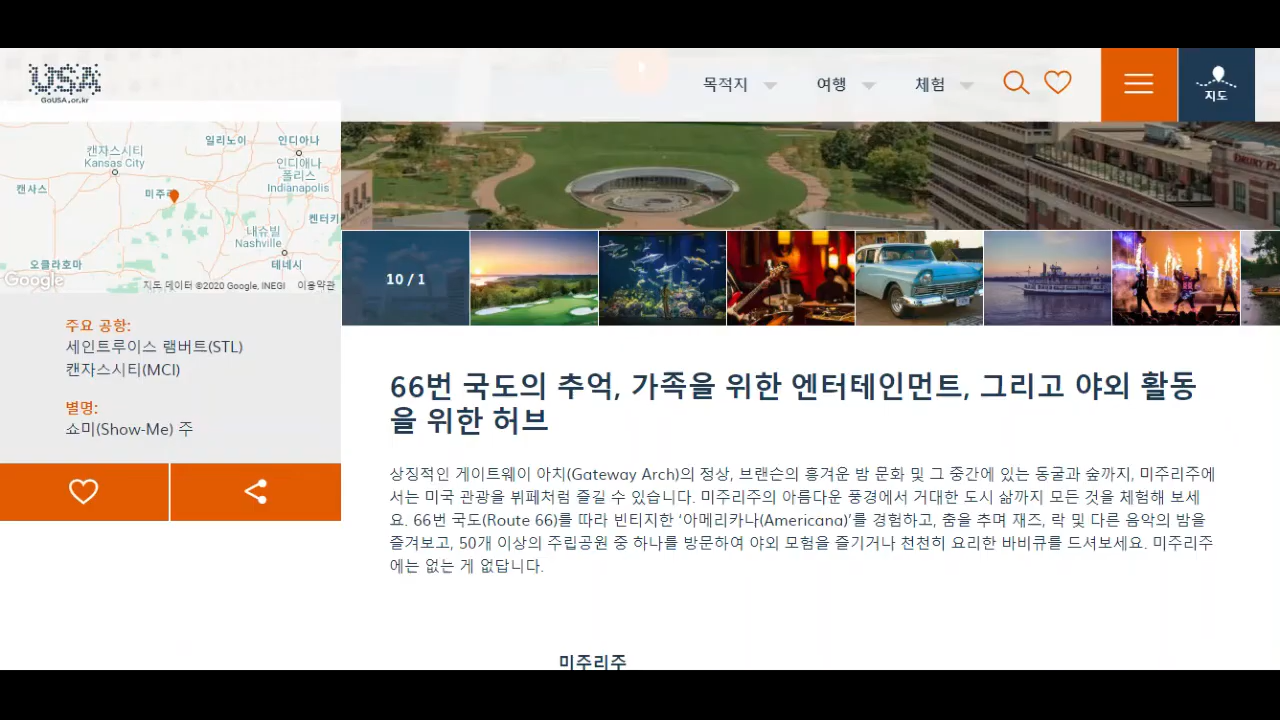 USA
GoUSA.or.kr
목적지
여행
체험
지도
일리노이
인디아나
캔자스시티
Kansas City
인디애나
폴리스
Indianapolis
캔자스
미주리
켄터키
내슈빌
Nashville
오클라호마
테네시
Google
지도 데이터 ©2020 Google, INEGI 이용약관
10 / 1
주요 공항:
세인트루이스 램버트(STL)
캔자스시티(MCI)
별명:
쇼미(Show-Me) 주
66번 국도의 추억, 가족을 위한 엔터테인먼트, 그리고 야외 활동
을 위한 허브
상징적인 게이트웨이 아치(Gateway Arch)의 정상, 브랜슨의 흥겨운 밤 문화 및 그 중간에 있는 동굴과 숲까지, 미주리주에
서는 미국 관광을 뷔페처럼 즐길 수 있습니다. 미주리주의 아름다운 풍경에서 거대한 도시 삶까지 모든 것을 체험해 보세
요. 66번 국도(Route 66)를 따라 빈티지한 ‘아메리카나(Americana)’를 경험하고, 춤을 추며 재즈, 락 및 다른 음악의 밤을
즐겨보고, 50개 이상의 주립공원 중 하나를 방문하여 야외 모험을 즐기거나 천천히 요리한 바비큐를 드셔보세요. 미주리주
에는 없는 게 없답니다.
미주리주